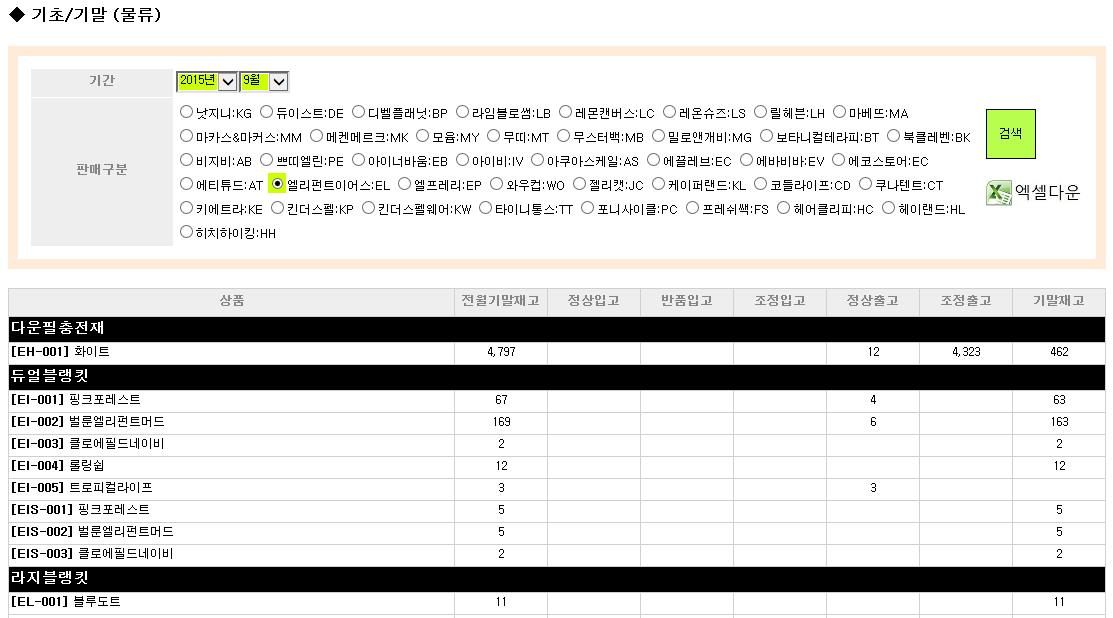 ◆ 기초/기말 (물류)
기간 2015년 9월
낫지니:KG 듀이스트:DE 디벨플래닛:BP 라임블로썸:LB 레몬캔버스:LC 레온슈즈:LS 릴헤븐:LH 마베뜨:MA
마카스&마커스:MM 메켄메르크:MK 모윰:MY 무띠:MT 무스터백:MB 밀로앤개비:MG 보타니컬테라피:BT 북클레벤:BK
검색
판매구분
비지비:AB 쁘띠엘린:PE 아이너바움:EB 아이비:IV 아쿠아스케일:AS 에끌레브:EC 에바비바:EV 에코스토어:EC
에티튜드:AT 엘리펀트이어스:EL 엘프레리:EP 와우컵:WO 젤리캣:JC 케이퍼랜드:KL 코들라이프:CD 쿠나텐트:CT
엑셀다운
키에트라:KE 킨더스펠:KP 킨더스펠웨어:KW 타이니통스:TT 포니사이클:PC 프레쉬쌕:FS 헤어클리피:HC 헤이랜드:HL
히치하이킹:HH
상품 전월기말재고 정상입고 반품입고 조정입고 정상출고 조정출고 기말재고
다운필충전재
[EH-001] 화이트 4,797 12 4,323 462
듀얼블랭킷
[EI-001] 핑크포레스트 67 4 63
[EI-002] 벌룬엘리펀트머드 169 6 163
[EI-003] 클로에필드네이비 2 2
[EI-004] 롤링쉽 12 12
[EI-005] 트로피컬라이프 3 3
[EIS-001] 핑크포레스트 5 5
[EIS-002] 벌룬엘리펀트머드 5 5
[EIS-003] 클로에필드네이비 2 2
라지블랭킷
[EL-001] 블루도트 11 11